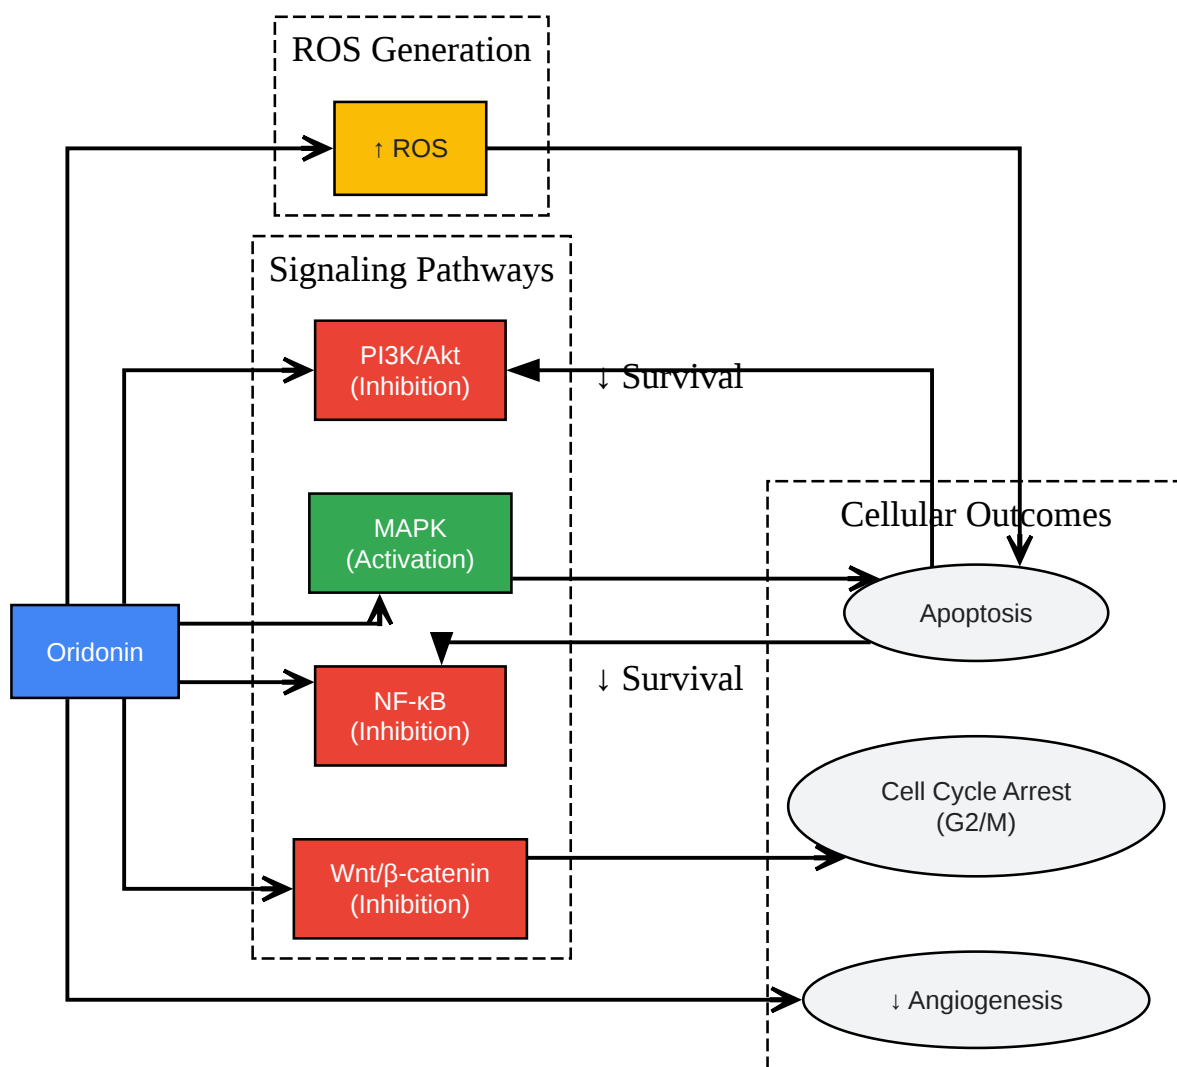 ROS Generation
↑ ROS
Signaling Pathways
PI3K/Akt
(Inhibition)
↓ Survival
MAPK
(Activation)
Cellular Outcomes
Apoptosis
Oridonin
NF-κB
(Inhibition)
↓ Survival
Cell Cycle Arrest
(G2/M)
Wnt/β-catenin
(Inhibition)
↓ Angiogenesis